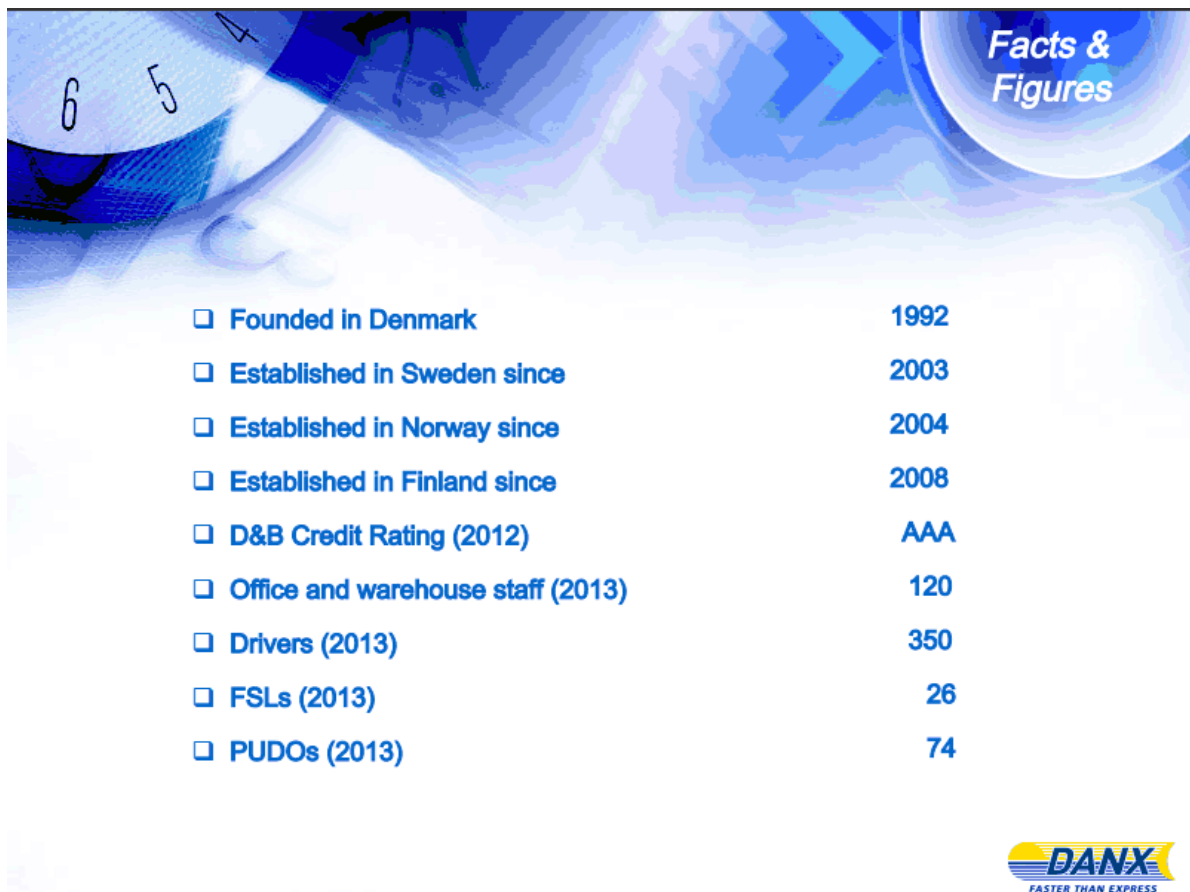 4
5
6
Facts &
Figures
❑ Founded in Denmark 1992
❑ Established in Sweden since 2003
❑ Established in Norway since 2004
❑ Established in Finland since 2008
❑ D&B Credit Rating (2012) AAA
❑ Office and warehouse staff (2013) 120
❑ Drivers (2013) 350
❑ FSLs (2013) 26
❑ PUDOs (2013) 74
DANX
FASTER THAN EXPRESS